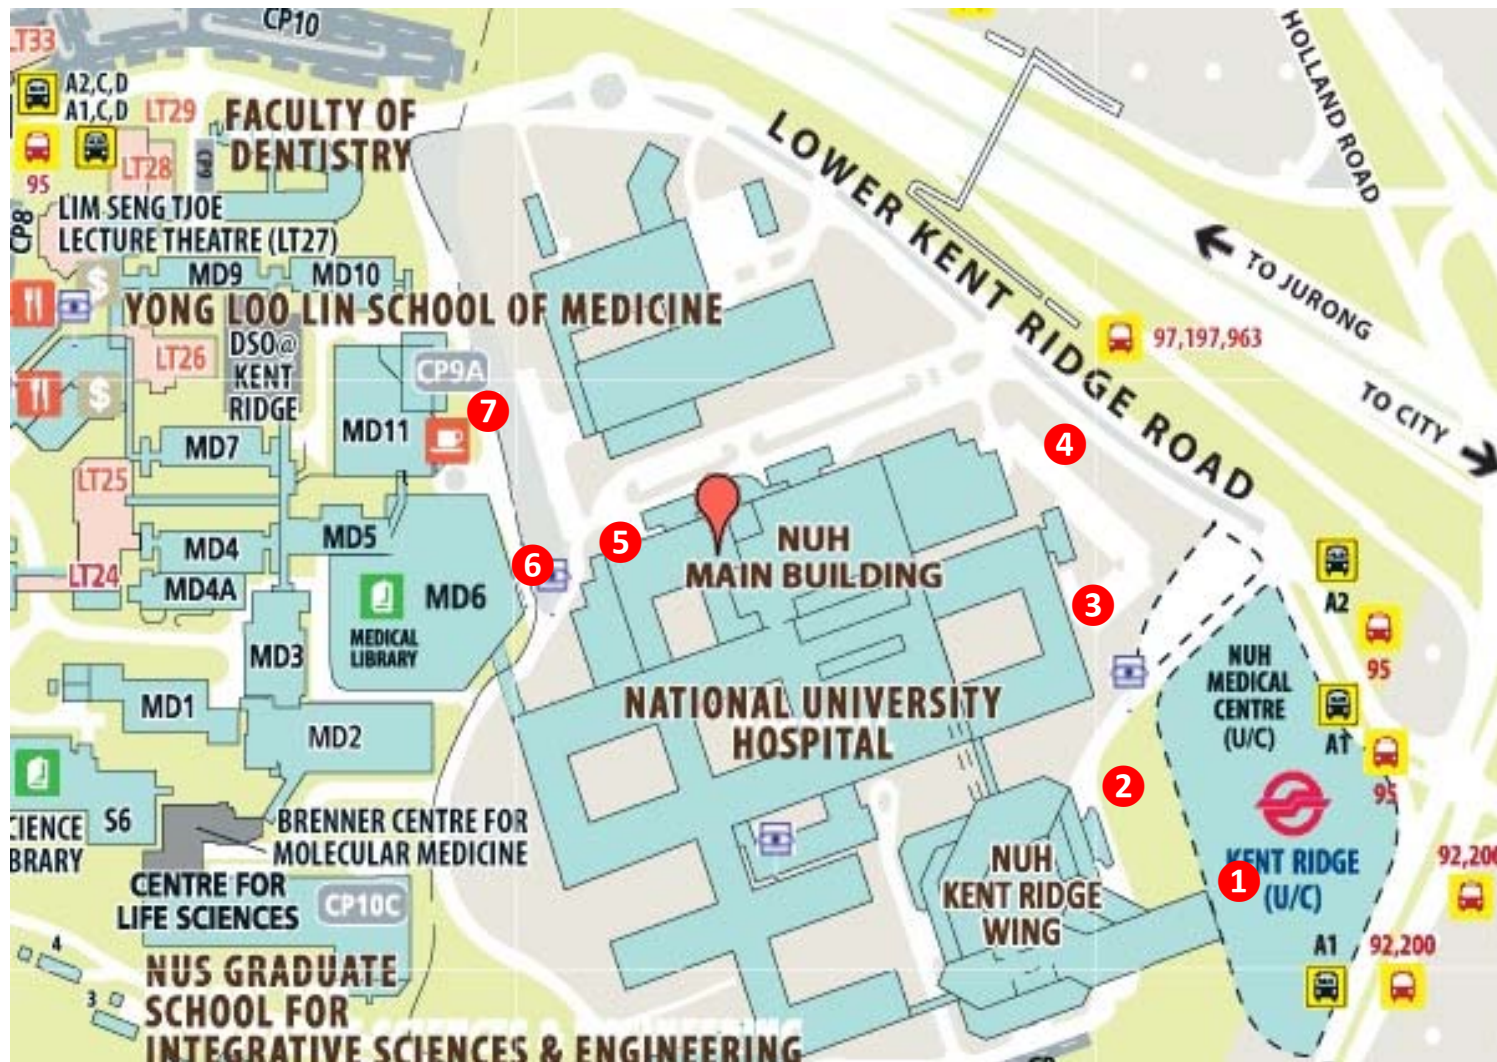 CP10
LT33
A2,C,D
A1,C,D
LT29
FACULTY OF
DENTISTRY
CP9
LT28
95
CP8
LIM SENG TJOE
LECTURE THEATRE (LT27)
MD9
MD10
YONG LOO LIN SCHOOL OF MEDICINE
$
LT26
DSO@
KENT
RIDGE
$
CP9A
7
MD11
MD7
LT25
MD5
MD4
LT24
MD4A
MEDICAL
LIBRARY
MD6
MD3
MD1
MD2
S6
BRENNER CENTRE FOR
MOLECULAR MEDICINE
CENTRE FOR
LIFE SCIENCES
CP10C
4
3
NUS GRADUATE
SCHOOL FOR
INTEGRATIVE SCIENCES & ENGINEERING
HOLLAND ROAD
LOWER KENT RIDGE ROAD
TO JURONG
TO CITY
97,197,963
4
5
6
NUH
MAIN BUILDING
3
NATIONAL UNIVERSITY
HOSPITAL
2
NUH
KENT RIDGE
WING
NUH
MEDICAL
CENTRE
(U/C)
A2
95
A1
95
KENT RIDGE
(U/C)
1
A1
92,200